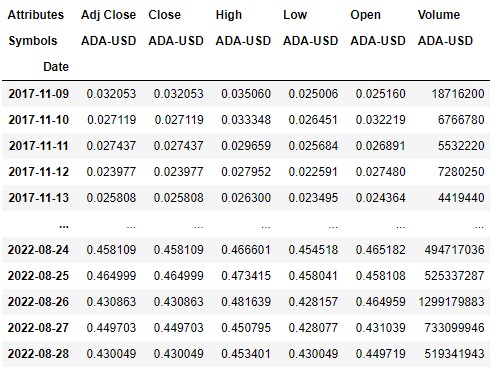 Attributes Adj Close Close High Low Open Volume
Symbols ADA-USD ADA-USD ADA-USD ADA-USD ADA-USD ADA-USD
Date
2017-11-09 0.032053 0.032053 0.035060 0.025006 0.025160 18716200
2017-11-10 0.027119 0.027119 0.033348 0.026451 0.032219 6766780
2017-11-11 0.027437 0.027437 0.029659 0.025684 0.026891 5532220
2017-11-12 0.023977 0.023977 0.027952 0.022591 0.027480 7280250
2017-11-13 0.025808 0.025808 0.026300 0.023495 0.024364 4419440
... ... ... ... ... ... ...
2022-08-24 0.458109 0.458109 0.466601 0.454518 0.465182 494717036
2022-08-25 0.464999 0.464999 0.473415 0.458041 0.458108 525337287
2022-08-26 0.430863 0.430863 0.481639 0.428157 0.464959 1299179883
2022-08-27 0.449703 0.449703 0.450795 0.428077 0.431039 733099946
2022-08-28 0.430049 0.430049 0.453401 0.430049 0.449719 519341943